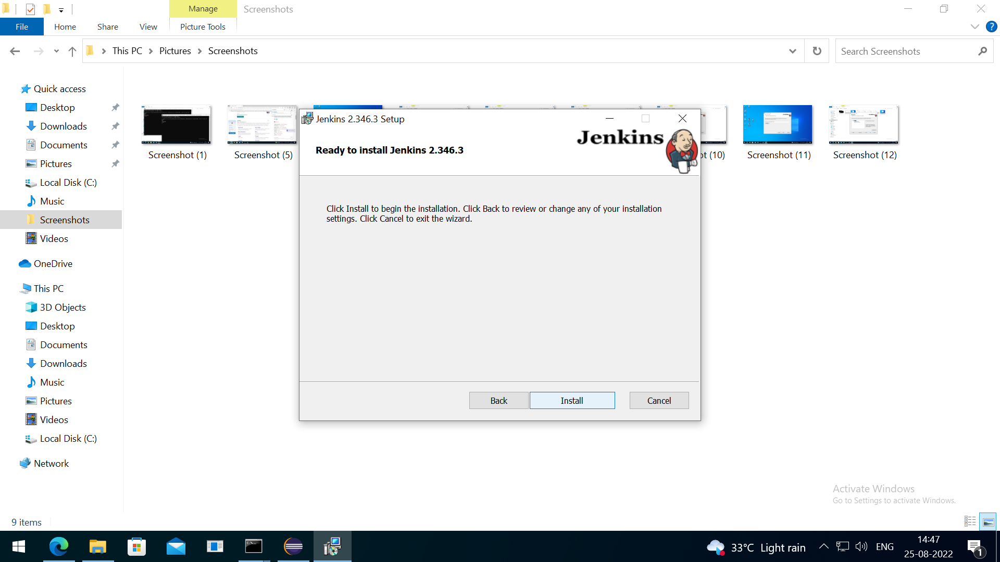 Manage
Screenshots
File
Home
Share
View
Picture Tools
This PC
Pictures
Screenshots
Search Screenshots
Quick access
Desktop
Downloads
Documents
Pictures
Local Disk (C:)
Music
Screenshots
Videos
OneDrive
This PC
3D Objects
Desktop
Documents
Downloads
Music
Pictures
Videos
Local Disk (C:)
Network
Screenshot (1)
Screenshot (5)
ot (10)
Screenshot (11)
Screenshot (12)
Jenkins 2.346.3 Setup
Jenkins
Ready to install Jenkins 2.346.3
Click Install to begin the installation. Click Back to review or change any of your installation
settings. Click Cancel to exit the wizard.
Back
Install
Cancel
Activate Windows
Go to Settings to activate Windows.
9 items
33°C Light rain
ENG
14:47
25-08-2022
1